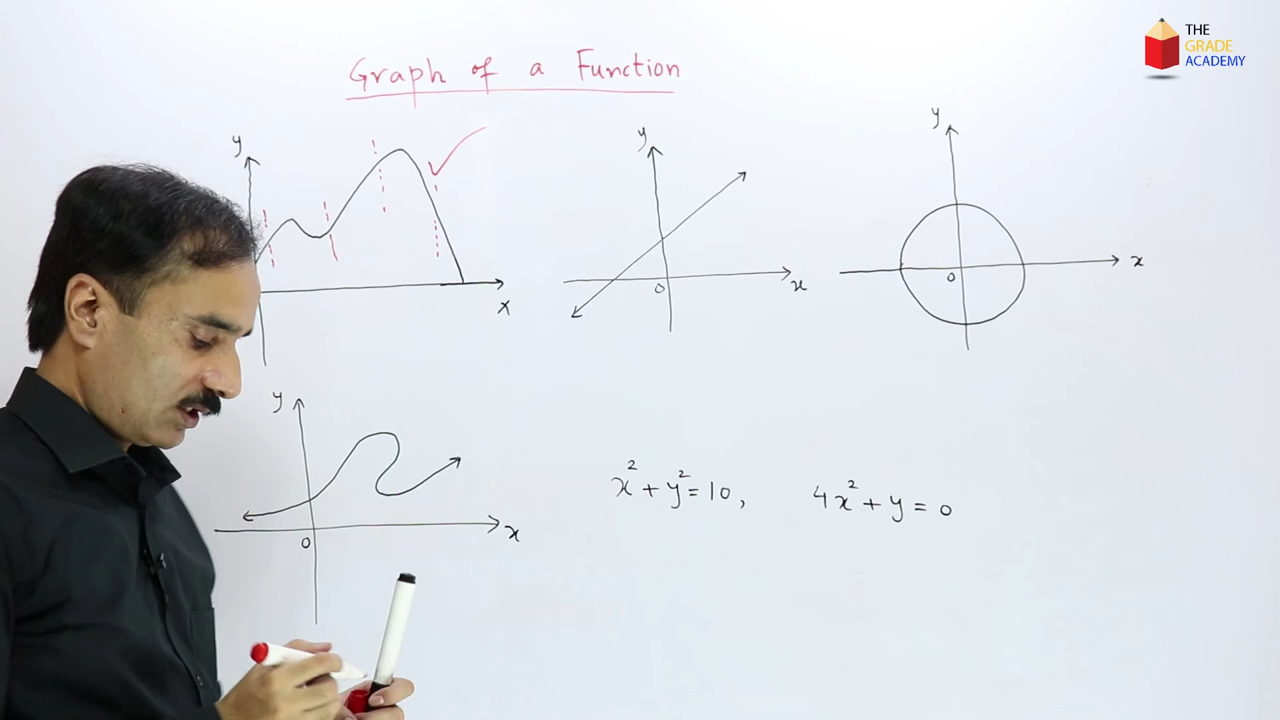 THE
GRADE
ACADEMY
Graph of a Function
y
x
y
x
0
y
x
0
y
x
0
x² + y² = 10, 4x² + y = 0